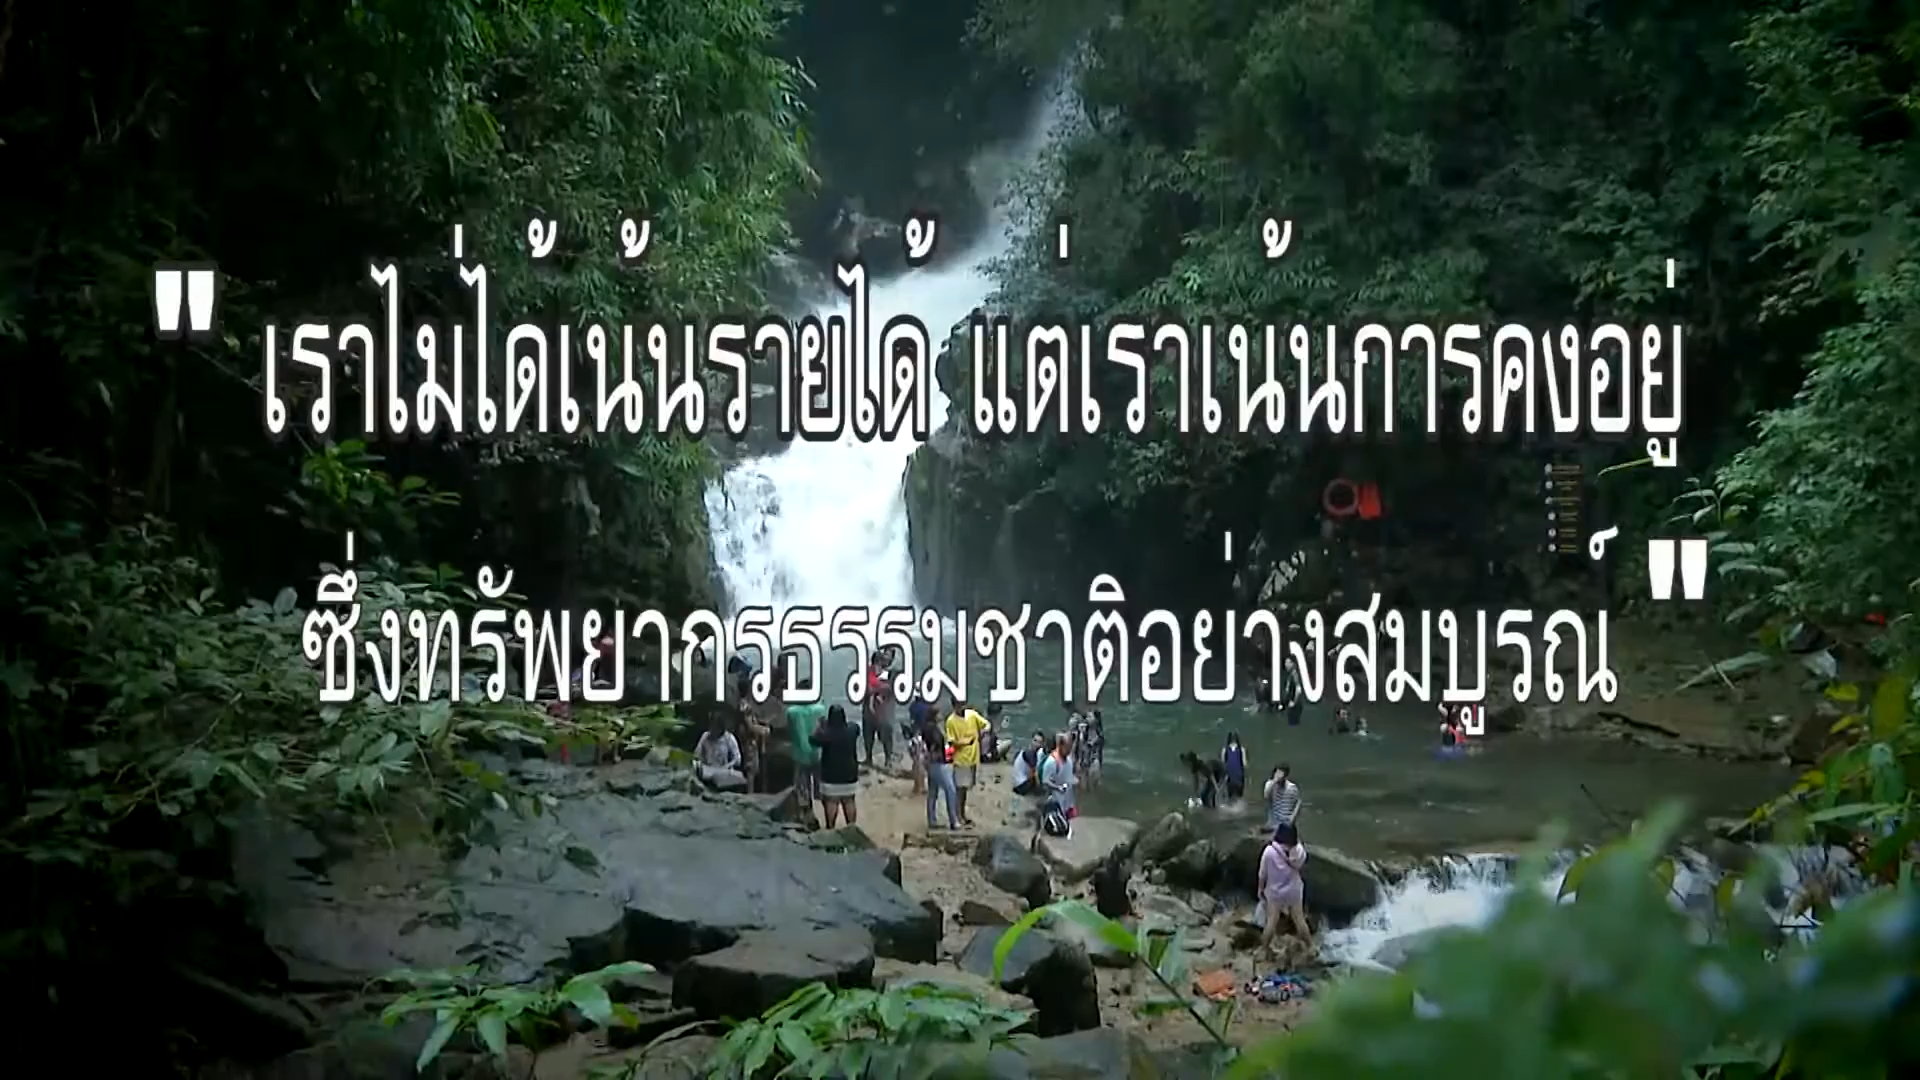 " เราไม่ได้เน้นรายได้ แต่เราเน้นการคงอยู่
ซึ่งทรัพยากรธรรมชาติอย่างสมบูรณ์ "